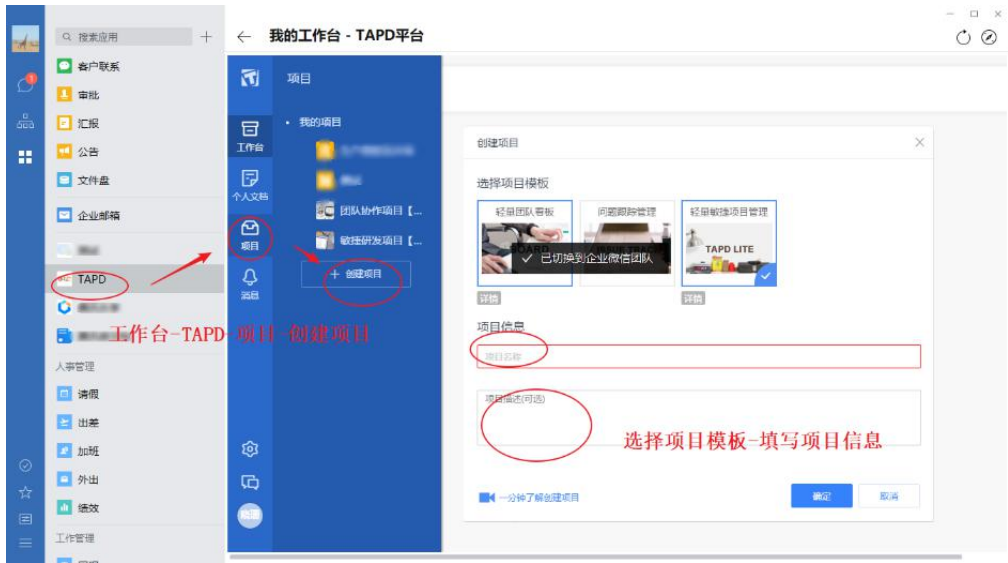 搜索应用
客户联系
审批
汇报
公告
文件盘
企业邮箱
TAPD
人事管理
请假
出差
加班
外出
绩效
工作管理
我的工作台 - TAPD平台
工作台
个人文档
项目
消息
项目
我的项目
团队协作项目【...
敏捷研发项目【...
+ 创建项目
工作台-TAPD-项目-创建项目
创建项目
选择项目模板
轻量团队看板
问题跟踪管理
轻量敏捷项目管理
BOARD
ISSUE TRACK
TAPD LITE
已切换到企业微信团队
详情
详情
项目信息
项目名称
项目描述(可选)
选择项目模板-填写项目信息
一分钟了解创建项目
确定
取消